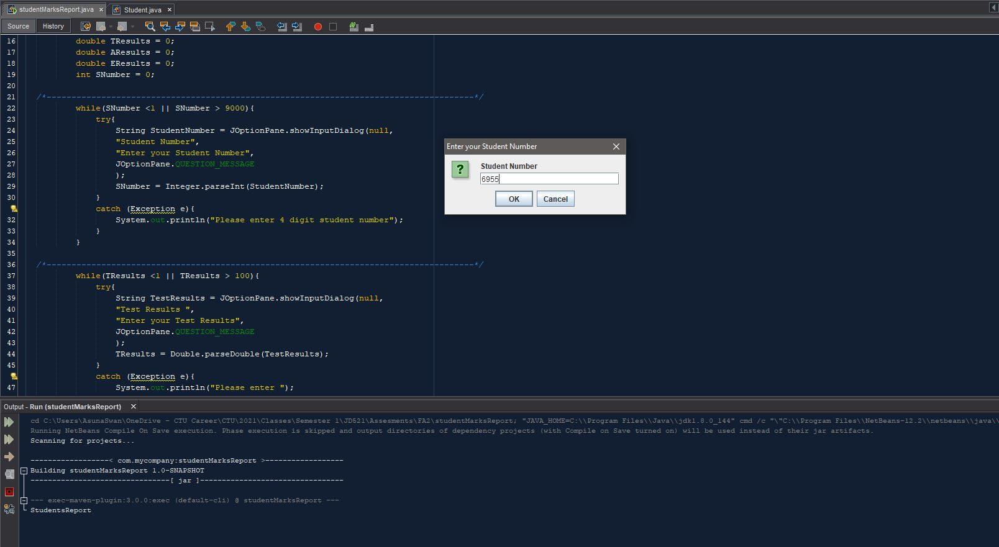 studentMarksReport.java × Student.java ×
Source History
16 double TResults = 0;
17 double AResults = 0;
18 double EResults = 0;
19 int SNumber = 0;
20
21 /*--------------------------------------------------------------------------------------*/
22 while(SNumber <1 || SNumber > 9000){
23 try{
24 String StudentNumber = JOptionPane.showInputDialog(null,
25 "Student Number",
26 "Enter your Student Number",
27 JOptionPane.QUESTION_MESSAGE
28 );
29 SNumber = Integer.parseInt(StudentNumber);
30 }
catch (Exception e){
32 System.out.println("Please enter 4 digit student number");
33 }
34 }
35
36 /*--------------------------------------------------------------------------------------*/
37 while(TResults <1 || TResults > 100){
38 try{
39 String TestResults = JOptionPane.showInputDialog(null,
40 "Test Results ",
41 "Enter your Test Results",
42 JOptionPane.QUESTION_MESSAGE
43 );
44 TResults = Double.parseDouble(TestResults);
45 }
catch (Exception e){
47 System.out.println("Please enter ");
Enter your Student Number
Student Number
6955
OK Cancel
Output - Run (studentMarksReport) ×
cd C:\Users\AsunaSwan\OneDrive - CTU Career\CTU\2021\Classes\Semester 1\JD521\Assesments\FA2\studentMarksReport; "JAVA_HOME=C:\\Program Files\\Java\\jdk1.8.0_144" cmd /c "\"C:\\Program Files\\NetBeans-12.2\\netbeans\\java\\
Running NetBeans Compile On Save execution. Phase execution is skipped and output directories of dependency projects (with Compile on Save turned on) will be used instead of their jar artifacts.
Scanning for projects...
------------------< com.mycompany:studentMarksReport >------------------
Building studentMarksReport 1.0-SNAPSHOT
--------------------------------[ jar ]---------------------------------
--- exec-maven-plugin:3.0.0:exec (default-cli) @ studentMarksReport ---
StudentsReport